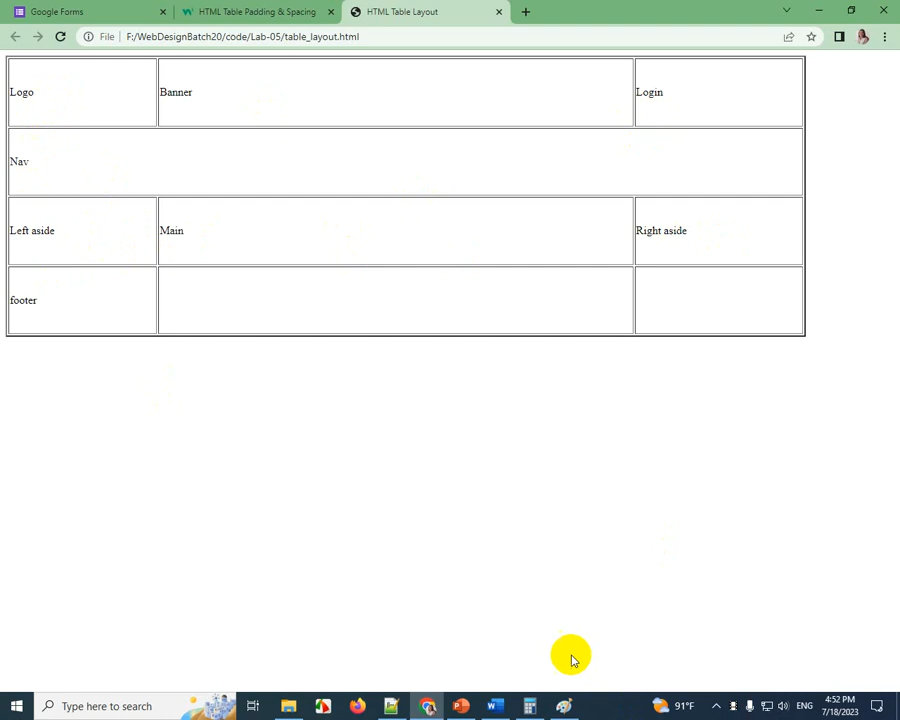 Google Forms
HTML Table Padding & Spacing
HTML Table Layout
File
F:/WebDesignBatch20/code/Lab-05/table_layout.html
Logo
Banner
Login
Nav
Left aside
Main
Right aside
footer
Type here to search
91°F
ENG
4:52 PM
7/18/2023